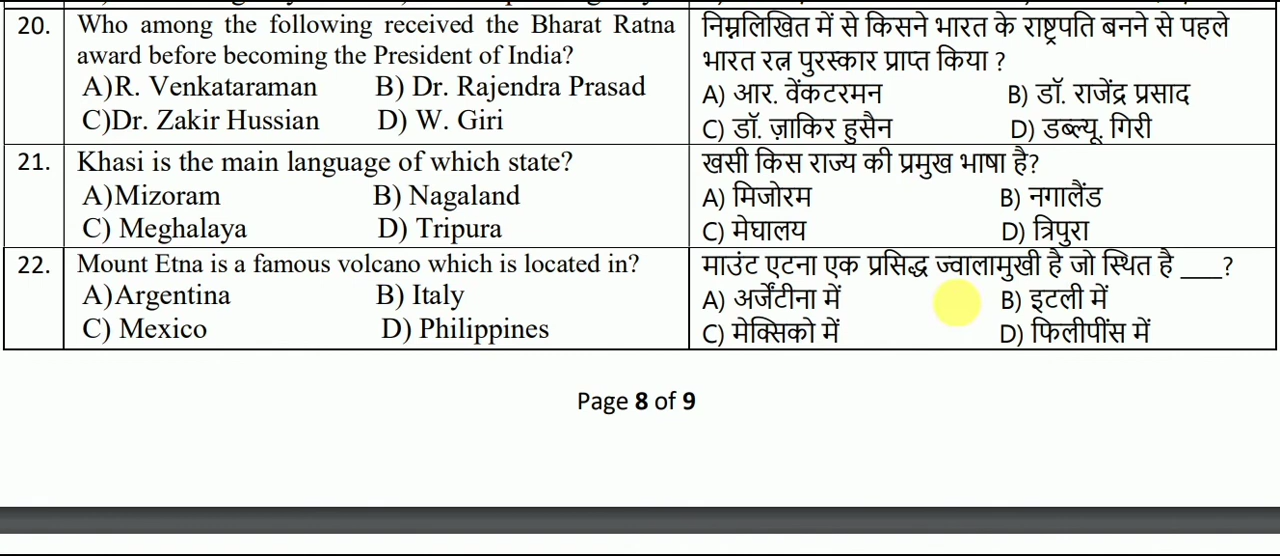 20. Who among the following received the Bharat Ratna
award before becoming the President of India?
A)R. Venkataraman B) Dr. Rajendra Prasad
C)Dr. Zakir Hussian D) W. Giri
निम्नलिखित में से किसने भारत के राष्ट्रपति बनने से पहले
भारत रत्न पुरस्कार प्राप्त किया ?
A) आर. वेंकटरमन B) डॉ. राजेंद्र प्रसाद
C) डॉ. ज़ाकिर हुसैन D) डब्ल्यू. गिरी
21. Khasi is the main language of which state?
A)Mizoram B) Nagaland
C) Meghalaya D) Tripura
खसी किस राज्य की प्रमुख भाषा है?
A) मिजोरम B) नगालैंड
C) मेघालय D) त्रिपुरा
22. Mount Etna is a famous volcano which is located in?
A)Argentina B) Italy
C) Mexico D) Philippines
माउंट एटना एक प्रसिद्ध ज्वालामुखी है जो स्थित है ___?
A) अर्जेंटीना में B) इटली में
C) मेक्सिको में D) फिलीपींस में
Page 8 of 9